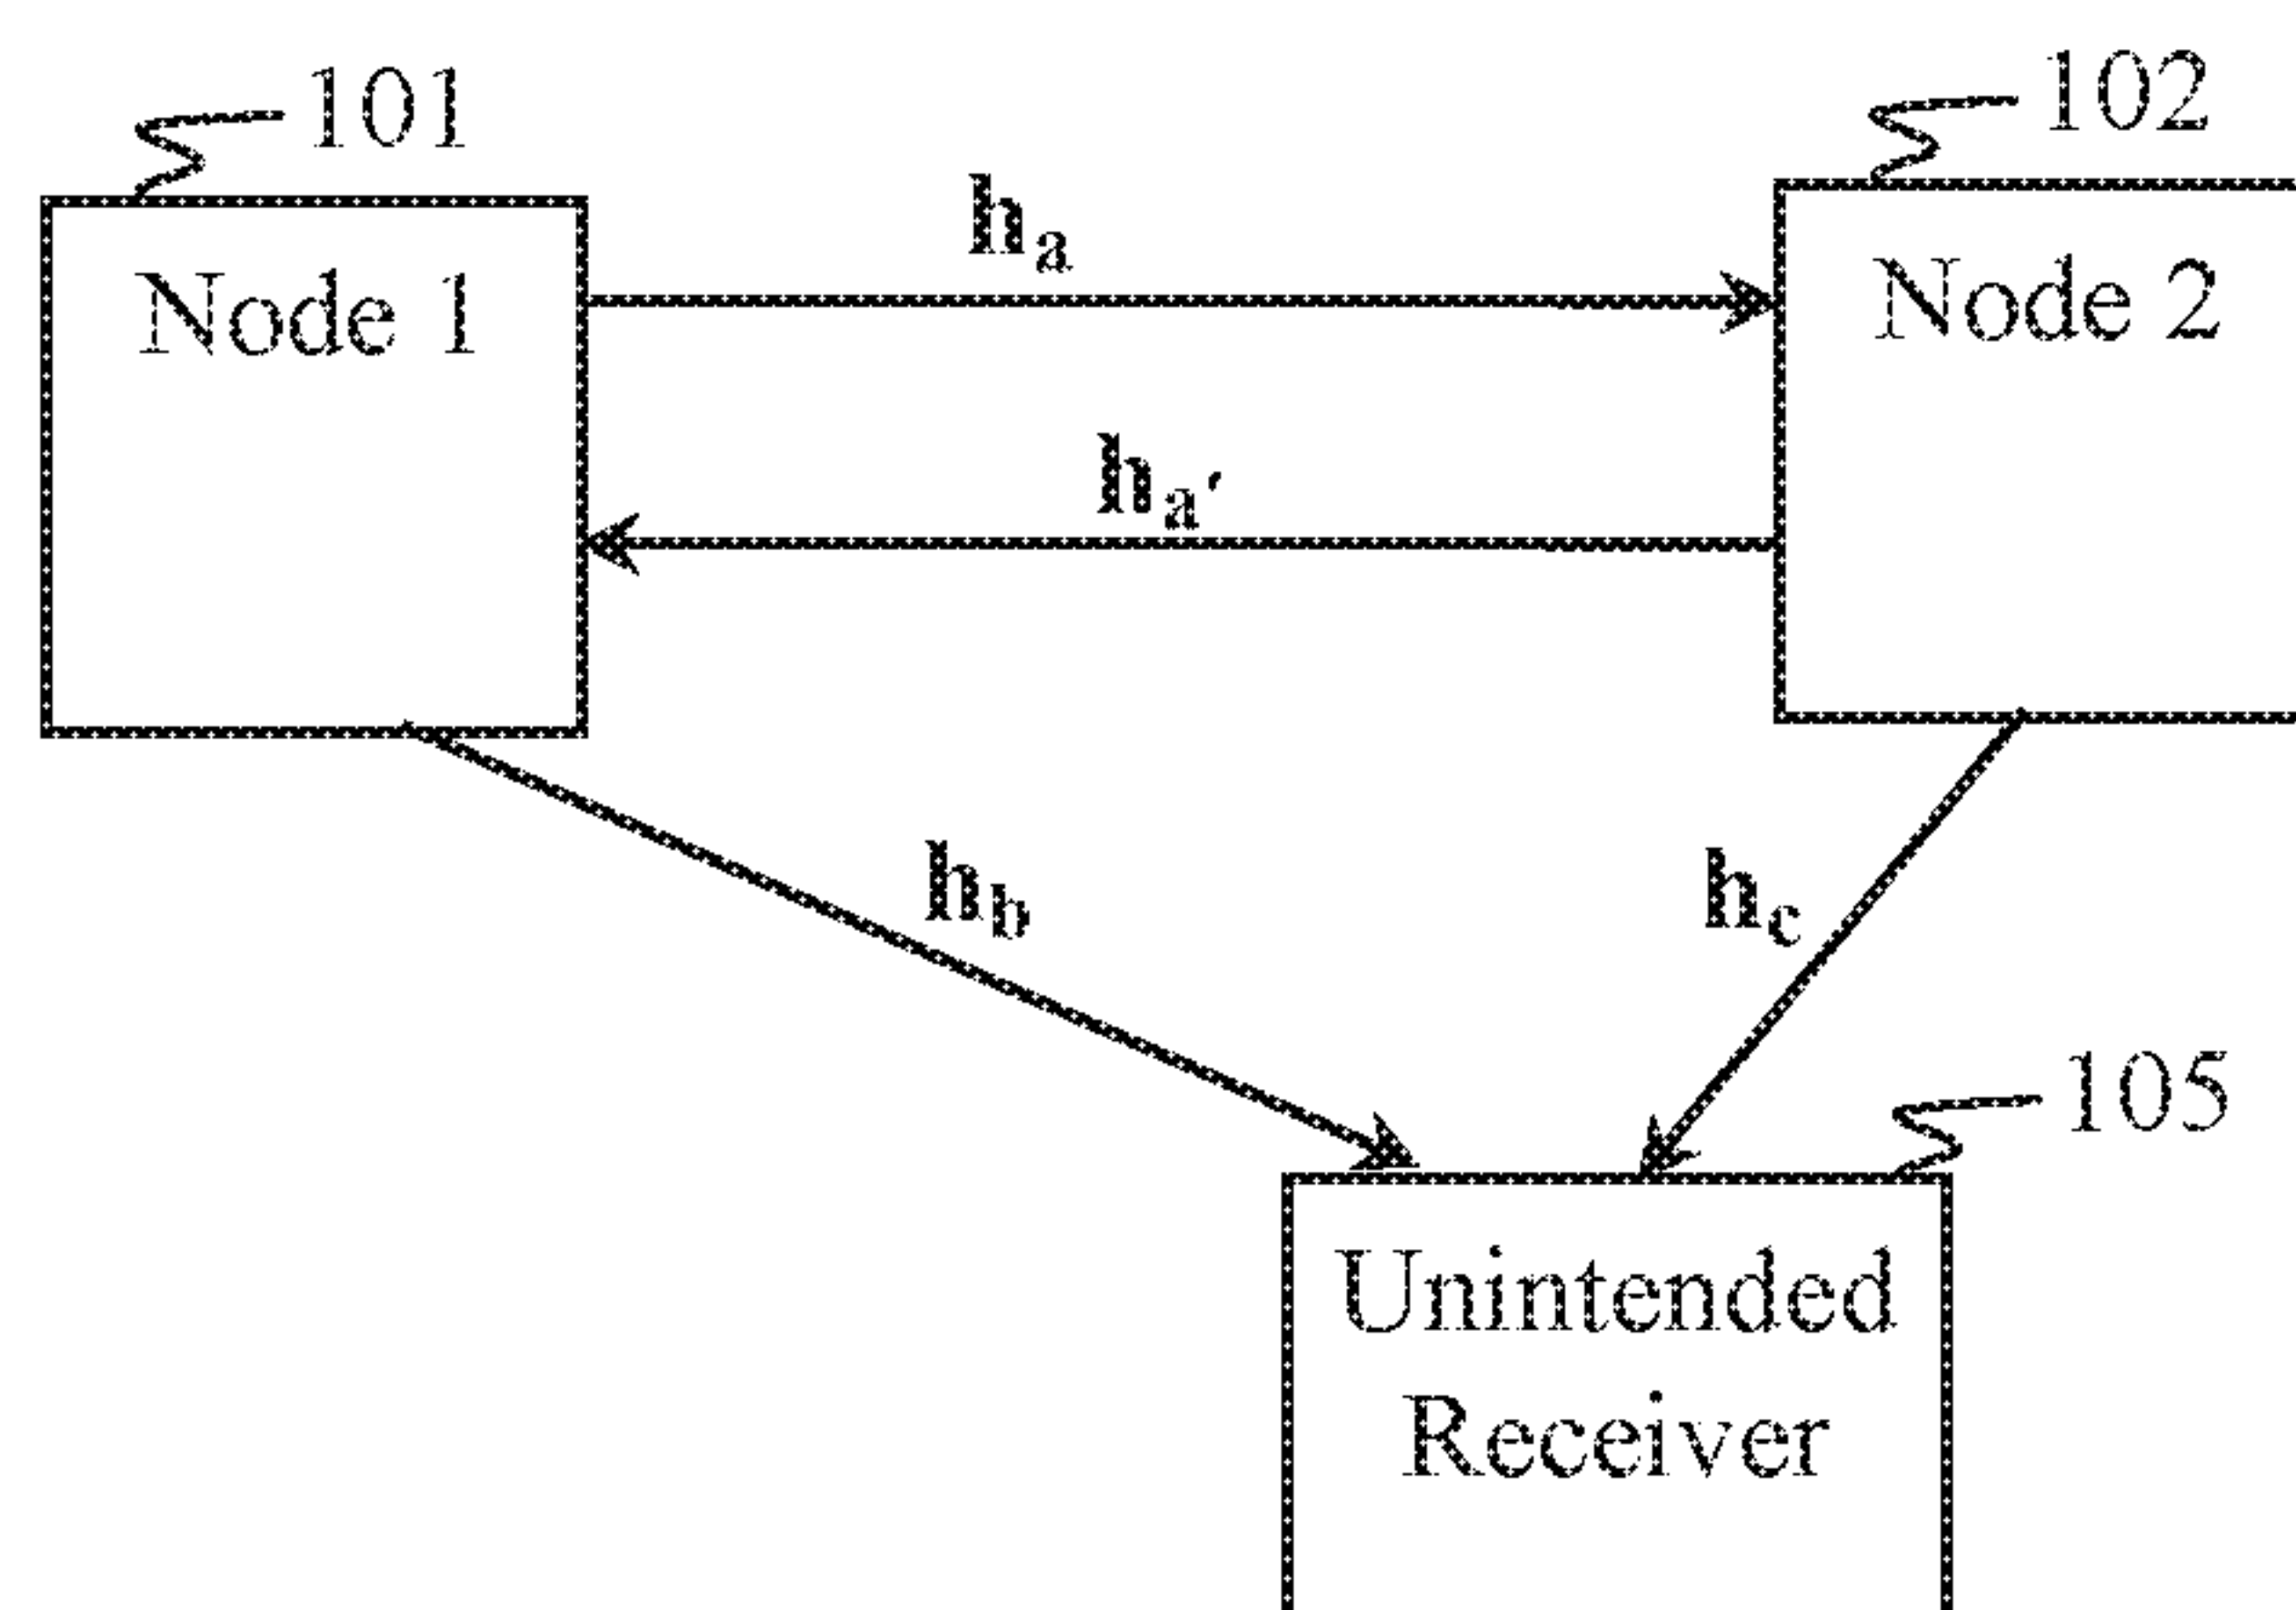 101
102
h_a
Node 1
Node 2
h_a′
h_b
h_c
105
Unintended
Receiver